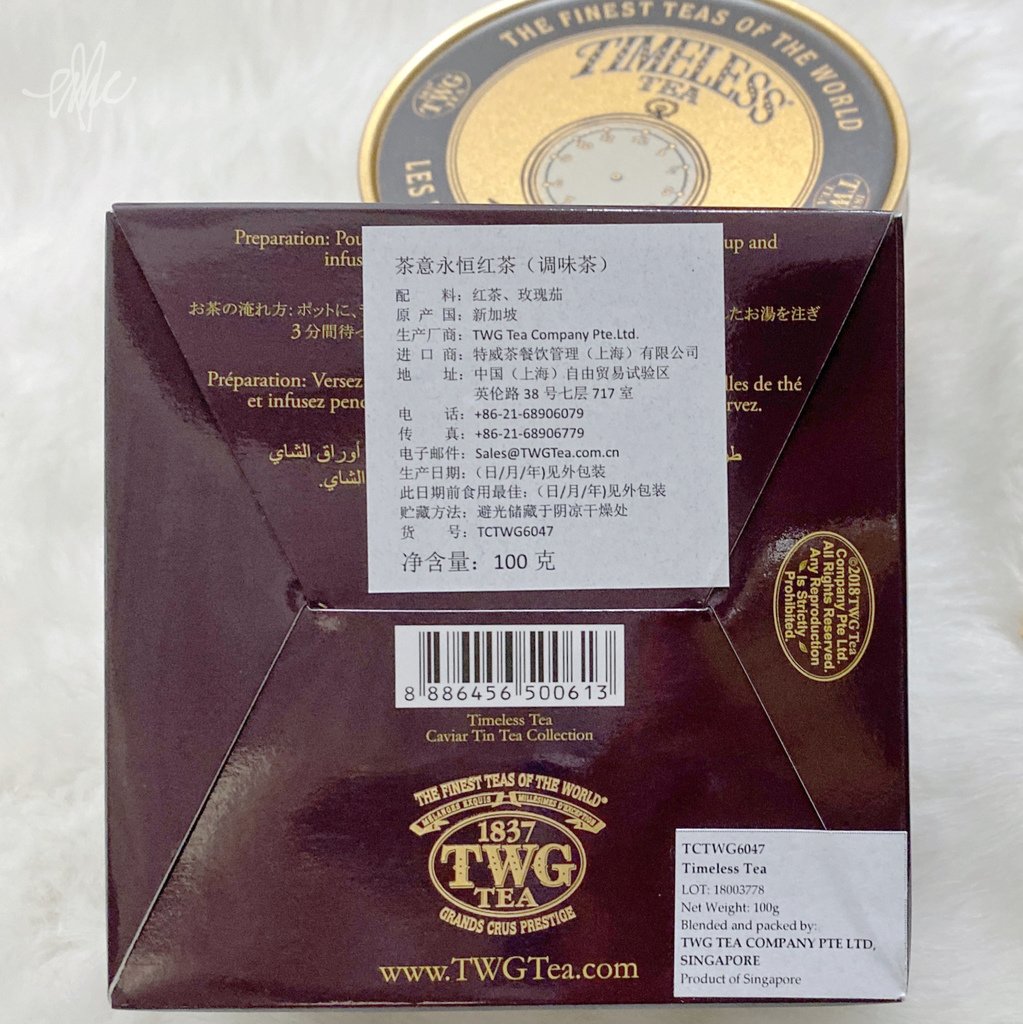 THE FINEST TEAS OF THE WORLD
TIMELESS
TEA
TWG
LES
TWG
TEA
Preparation:
up and
お茶の淹れ方: ポットに、
たお湯を注ぎ
3分間待つ
Préparation: Versez
lles de thé
et infusez
rvez.
أوراق الشاي
الشاي.
茶意永恒红茶（调味茶）
配 料：红茶、玫瑰茄
原 产 国：新加坡
生产厂商：TWG Tea Company Pte.Ltd.
进 口 商：特威茶餐饮管理（上海）有限公司
地 址：中国（上海）自由贸易试验区
英伦路 38 号七层 717 室
电 话：+86-21-68906079
传 真：+86-21-68906779
电子邮件：Sales@TWGTea.com.cn
生产日期：（日/月/年)见外包装
此日期前食用最佳：（日/月/年)见外包装
贮藏方法：避光储藏于阴凉干燥处
货 号：TCTWG6047
净含量：100 克
©2018 TWG Tea
Company Pte Ltd.
All Rights Reserved.
Any Reproduction
Is Strictly
Prohibited.
8 886456 500613
Timeless Tea
Caviar Tin Tea Collection
THE FINEST TEAS OF THE WORLD®
MÉLANGES EXQUIS MILLÉSIMES D'EXCEPTION
1837
TWG
TEA
GRANDS CRUS PRESTIGE
www.TWGTea.com
TCTWG6047
Timeless Tea
LOT: 18003778
Net Weight: 100g
Blended and packed by:
TWG TEA COMPANY PTE LTD,
SINGAPORE
Product of Singapore